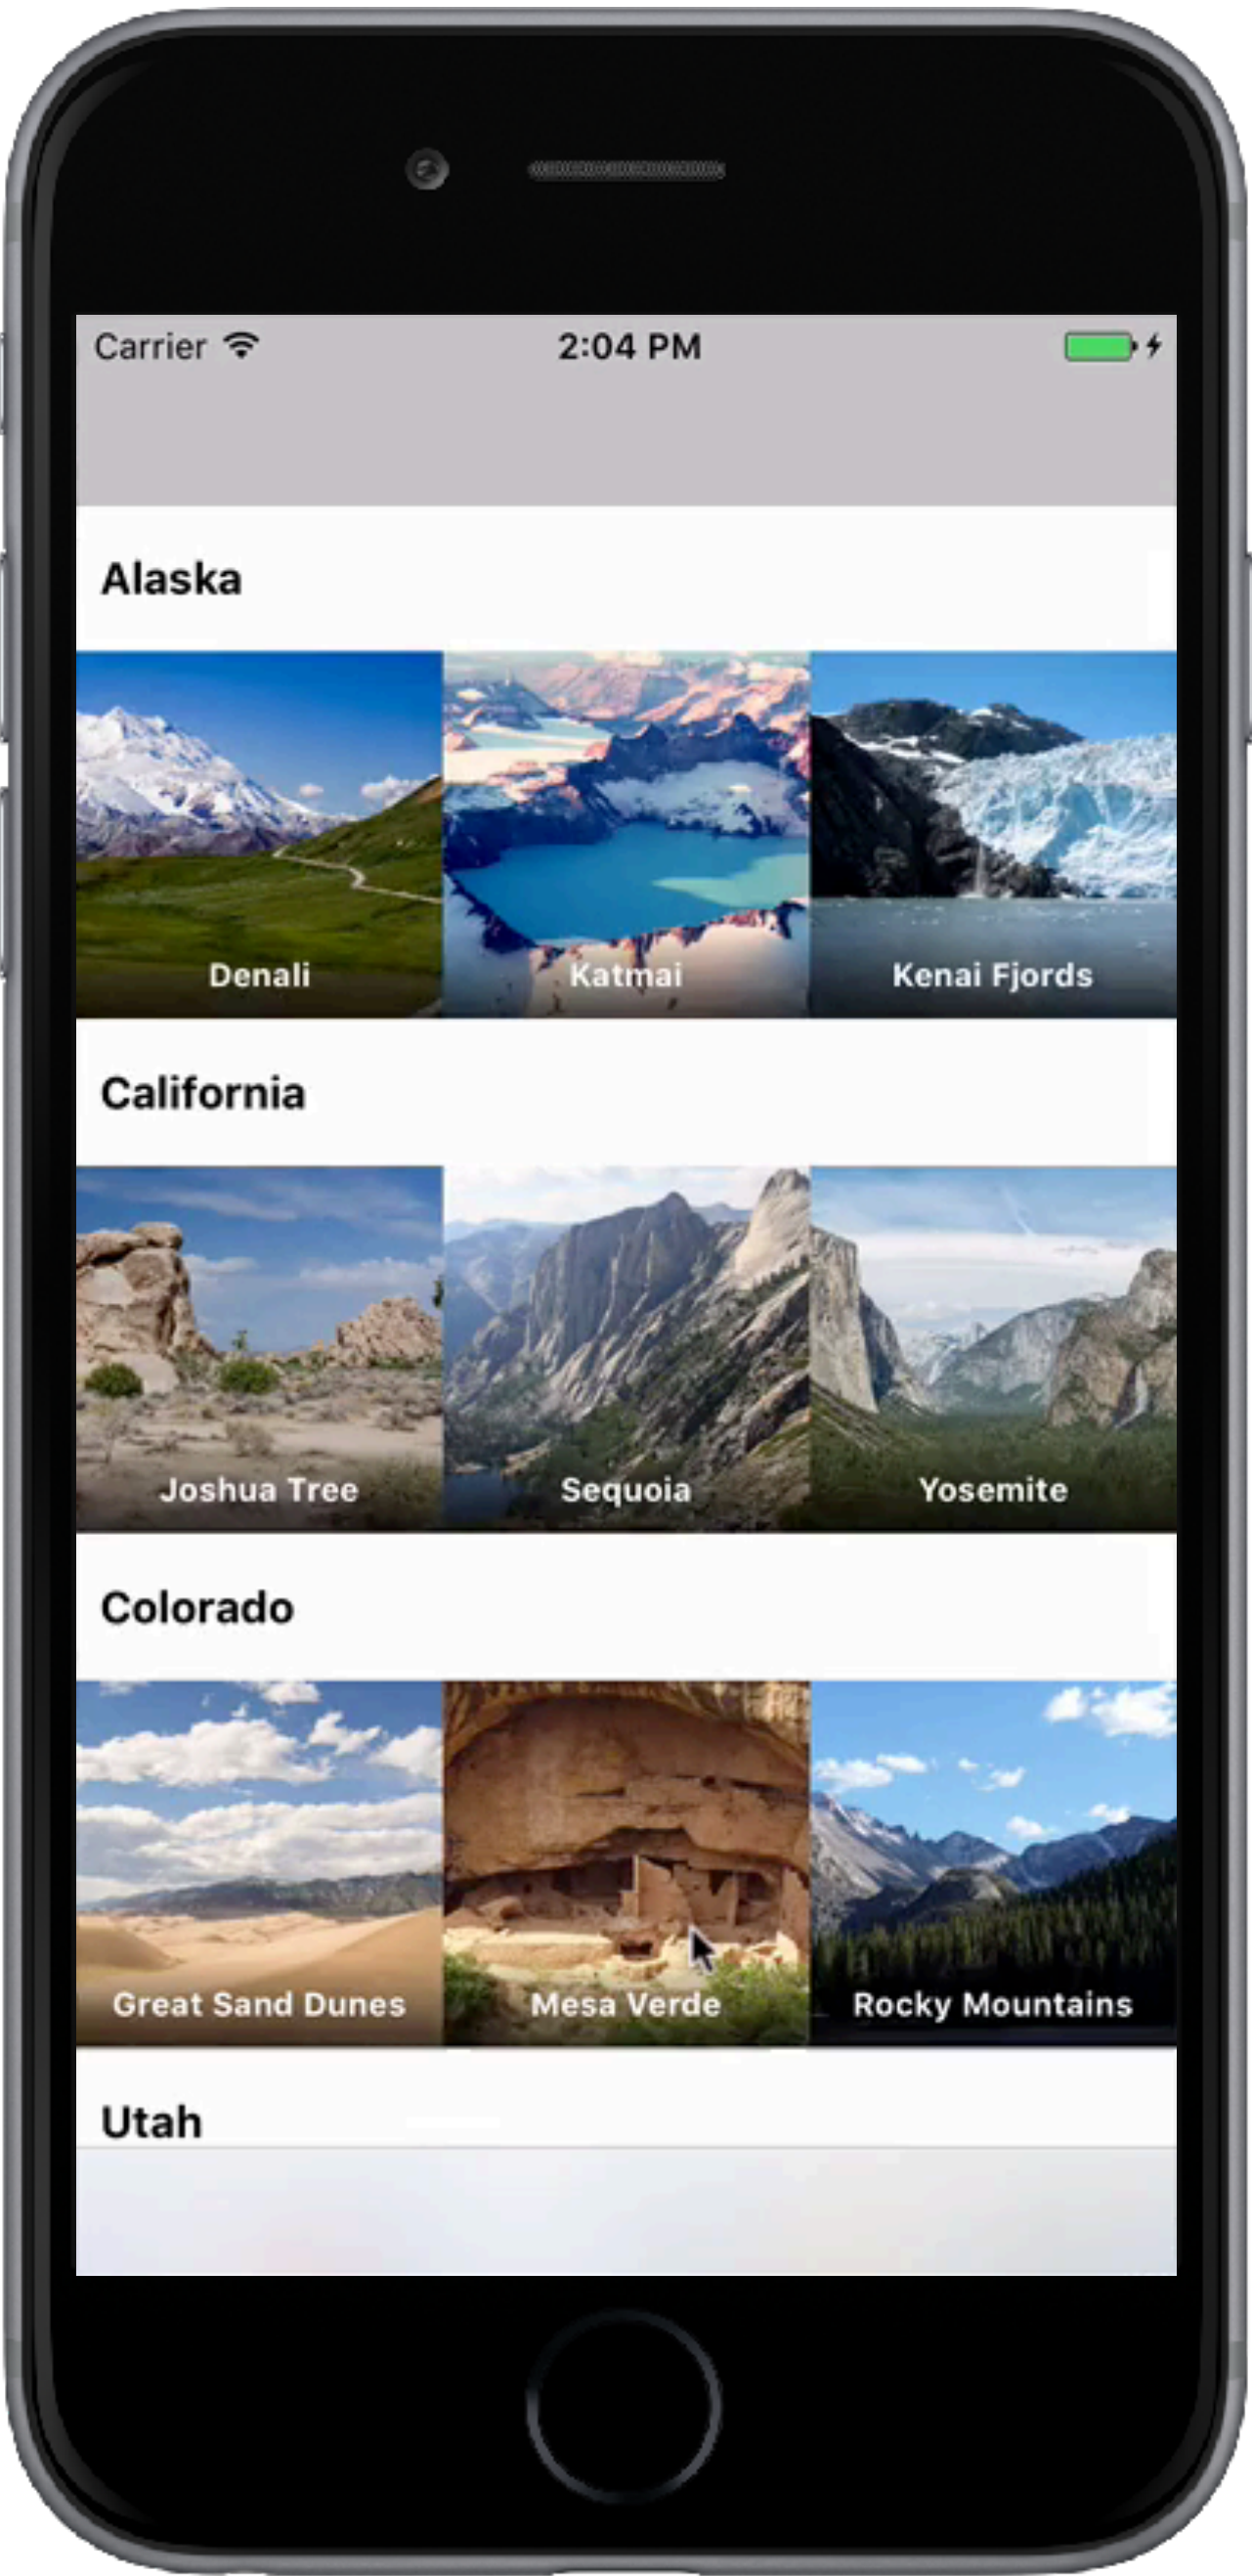 Carrier 2:04 PM
Alaska
Denali Katmai Kenai Fjords
California
Joshua Tree Sequoia Yosemite
Colorado
Great Sand Dunes Mesa Verde Rocky Mountains
Utah